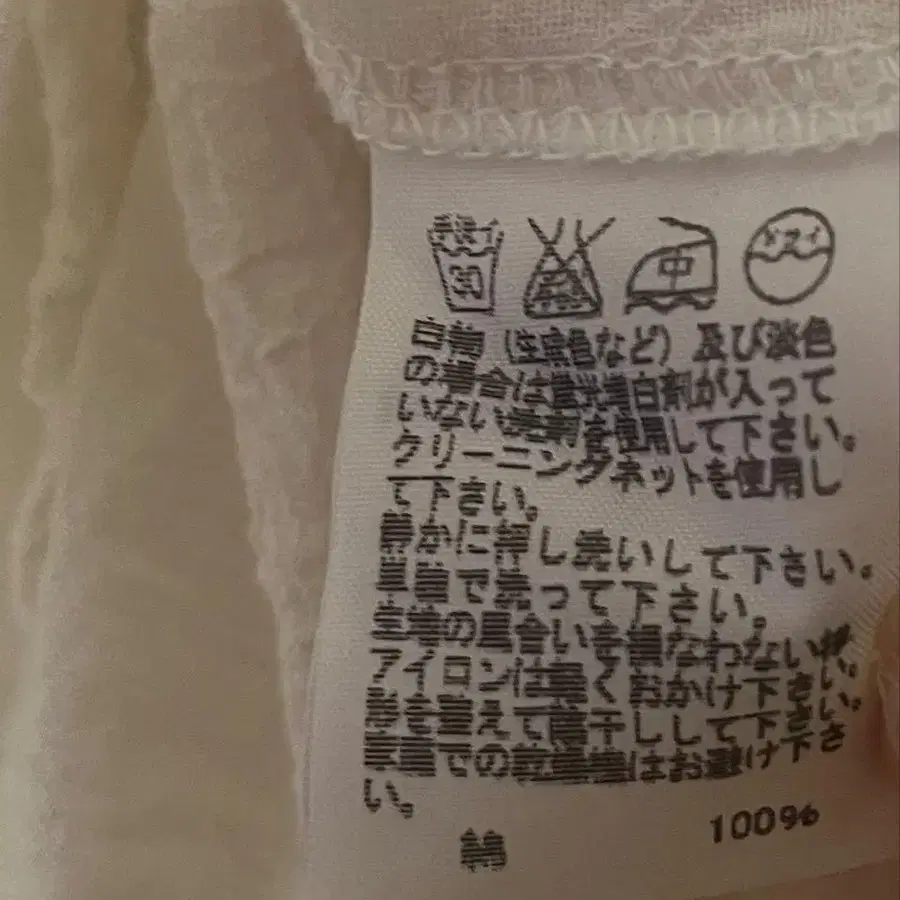 手洗イ 30 中 ドライ
白物（生成色など）及び淡色
の場合は蛍光増白剤が入って
いない洗剤を使用して下さい。
クリーニングネットを使用し
て下さい。
静かに押し洗いして下さい。
単独で洗って下さい。
生地の風合いを損なわない様
アイロンは軽くおかけ下さい。
形を整えて陰干しして下さい。
高温での乾燥機はお避け下さ
い。
綿 100%